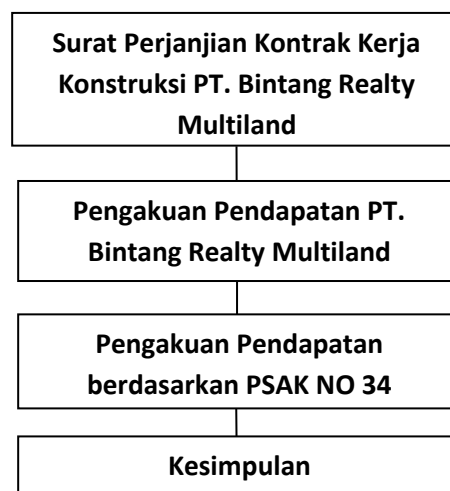 Surat Perjanjian Kontrak Kerja
Konstruksi PT. Bintang Realty
Multiland
Pengakuan Pendapatan PT.
Bintang Realty Multiland
Pengakuan Pendapatan
berdasarkan PSAK NO 34
Kesimpulan